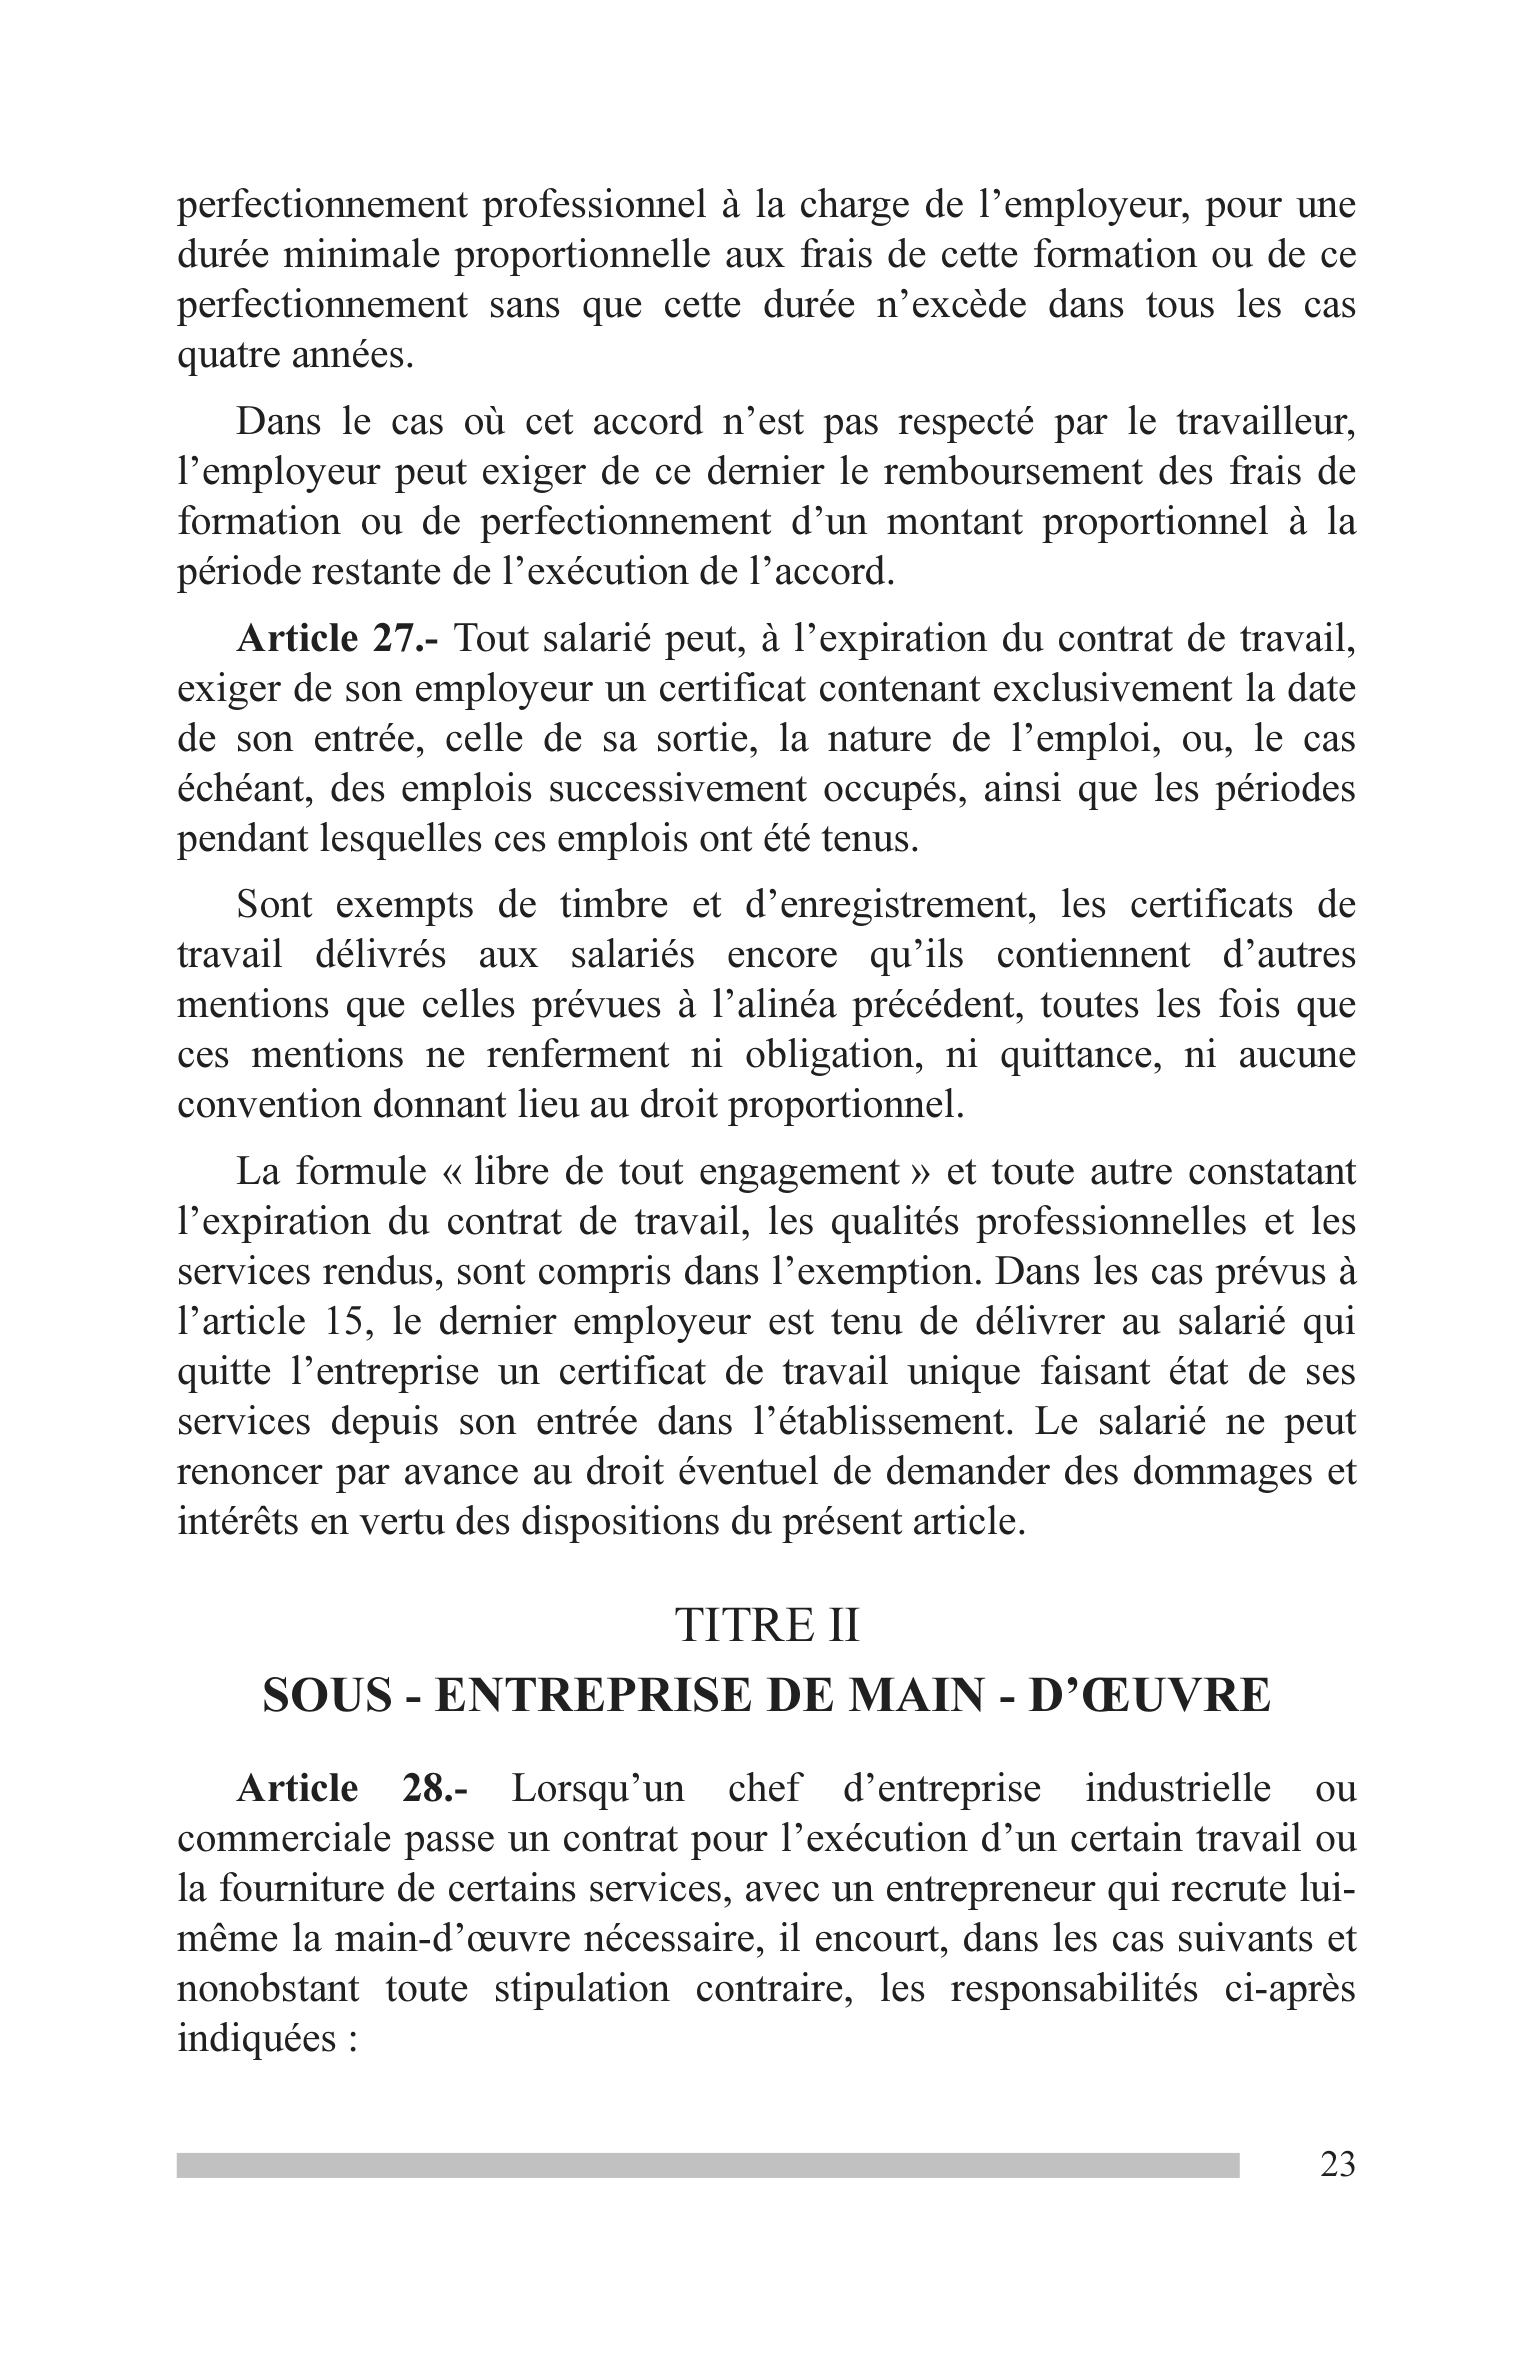 perfectionnement professionnel à la charge de l’employeur, pour une
durée minimale proportionnelle aux frais de cette formation ou de ce
perfectionnement sans que cette durée n’excède dans tous les cas
quatre années.
Dans le cas où cet accord n’est pas respecté par le travailleur,
l’employeur peut exiger de ce dernier le remboursement des frais de
formation ou de perfectionnement d’un montant proportionnel à la
période restante de l’exécution de l’accord.
Article 27.- Tout salarié peut, à l’expiration du contrat de travail,
exiger de son employeur un certificat contenant exclusivement la date
de son entrée, celle de sa sortie, la nature de l’emploi, ou, le cas
échéant, des emplois successivement occupés, ainsi que les périodes
pendant lesquelles ces emplois ont été tenus.
Sont exempts de timbre et d’enregistrement, les certificats de
travail délivrés aux salariés encore qu’ils contiennent d’autres
mentions que celles prévues à l’alinéa précédent, toutes les fois que
ces mentions ne renferment ni obligation, ni quittance, ni aucune
convention donnant lieu au droit proportionnel.
La formule « libre de tout engagement » et toute autre constatant
l’expiration du contrat de travail, les qualités professionnelles et les
services rendus, sont compris dans l’exemption. Dans les cas prévus à
l’article 15, le dernier employeur est tenu de délivrer au salarié qui
quitte l’entreprise un certificat de travail unique faisant état de ses
services depuis son entrée dans l’établissement. Le salarié ne peut
renoncer par avance au droit éventuel de demander des dommages et
intérêts en vertu des dispositions du présent article.
TITRE II
SOUS - ENTREPRISE DE MAIN - D’ŒUVRE
Article 28.- Lorsqu’un chef d’entreprise industrielle ou
commerciale passe un contrat pour l’exécution d’un certain travail ou
la fourniture de certains services, avec un entrepreneur qui recrute lui-
même la main-d’œuvre nécessaire, il encourt, dans les cas suivants et
nonobstant toute stipulation contraire, les responsabilités ci-après
indiquées :
23